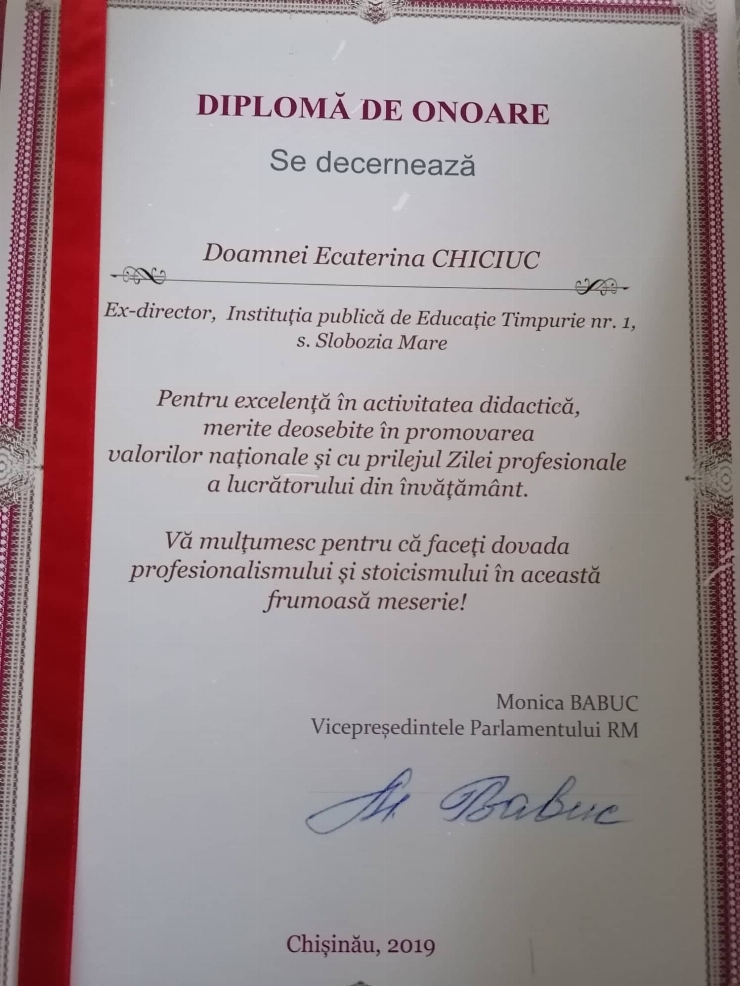 DIPLOMĂ DE ONOARE
Se decernează
Doamnei Ecaterina CHICIUC
Ex-director, Instituția publică de Educație Timpurie nr. 1,
s. Slobozia Mare
Pentru excelență în activitatea didactică,
merite deosebite în promovarea
valorilor naționale și cu prilejul Zilei profesionale
a lucrătorului din învățământ.
Vă mulțumesc pentru că faceți dovada
profesionalismului și stoicismului în această
frumoasă meserie!
Monica BABUC
Vicepreședintele Parlamentului RM
M. Babuc
Chișinău, 2019